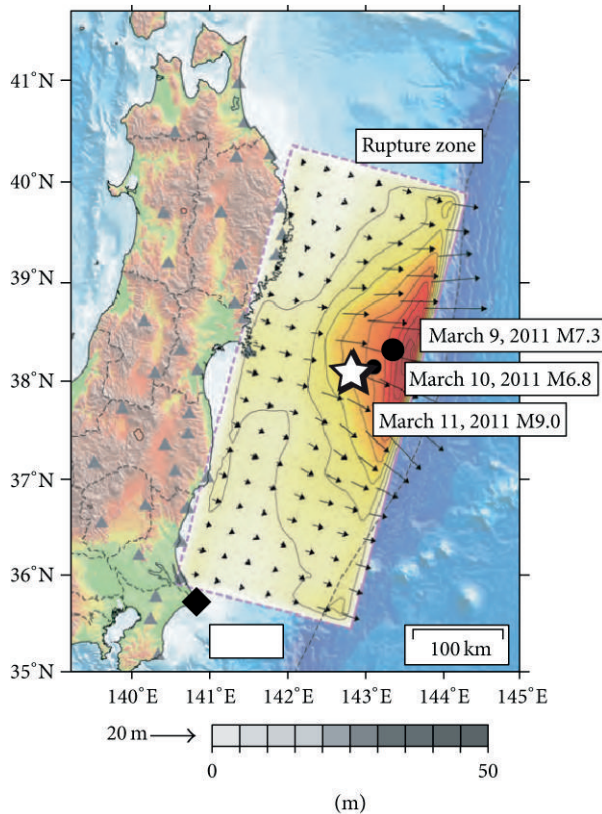 41°N
40°N
39°N
38°N
37°N
36°N
35°N
Rupture zone
March 9, 2011 M7.3
March 10, 2011 M6.8
March 11, 2011 M9.0
100 km
140°E
141°E
142°E
143°E
144°E
145°E
20 m
0
50
(m)